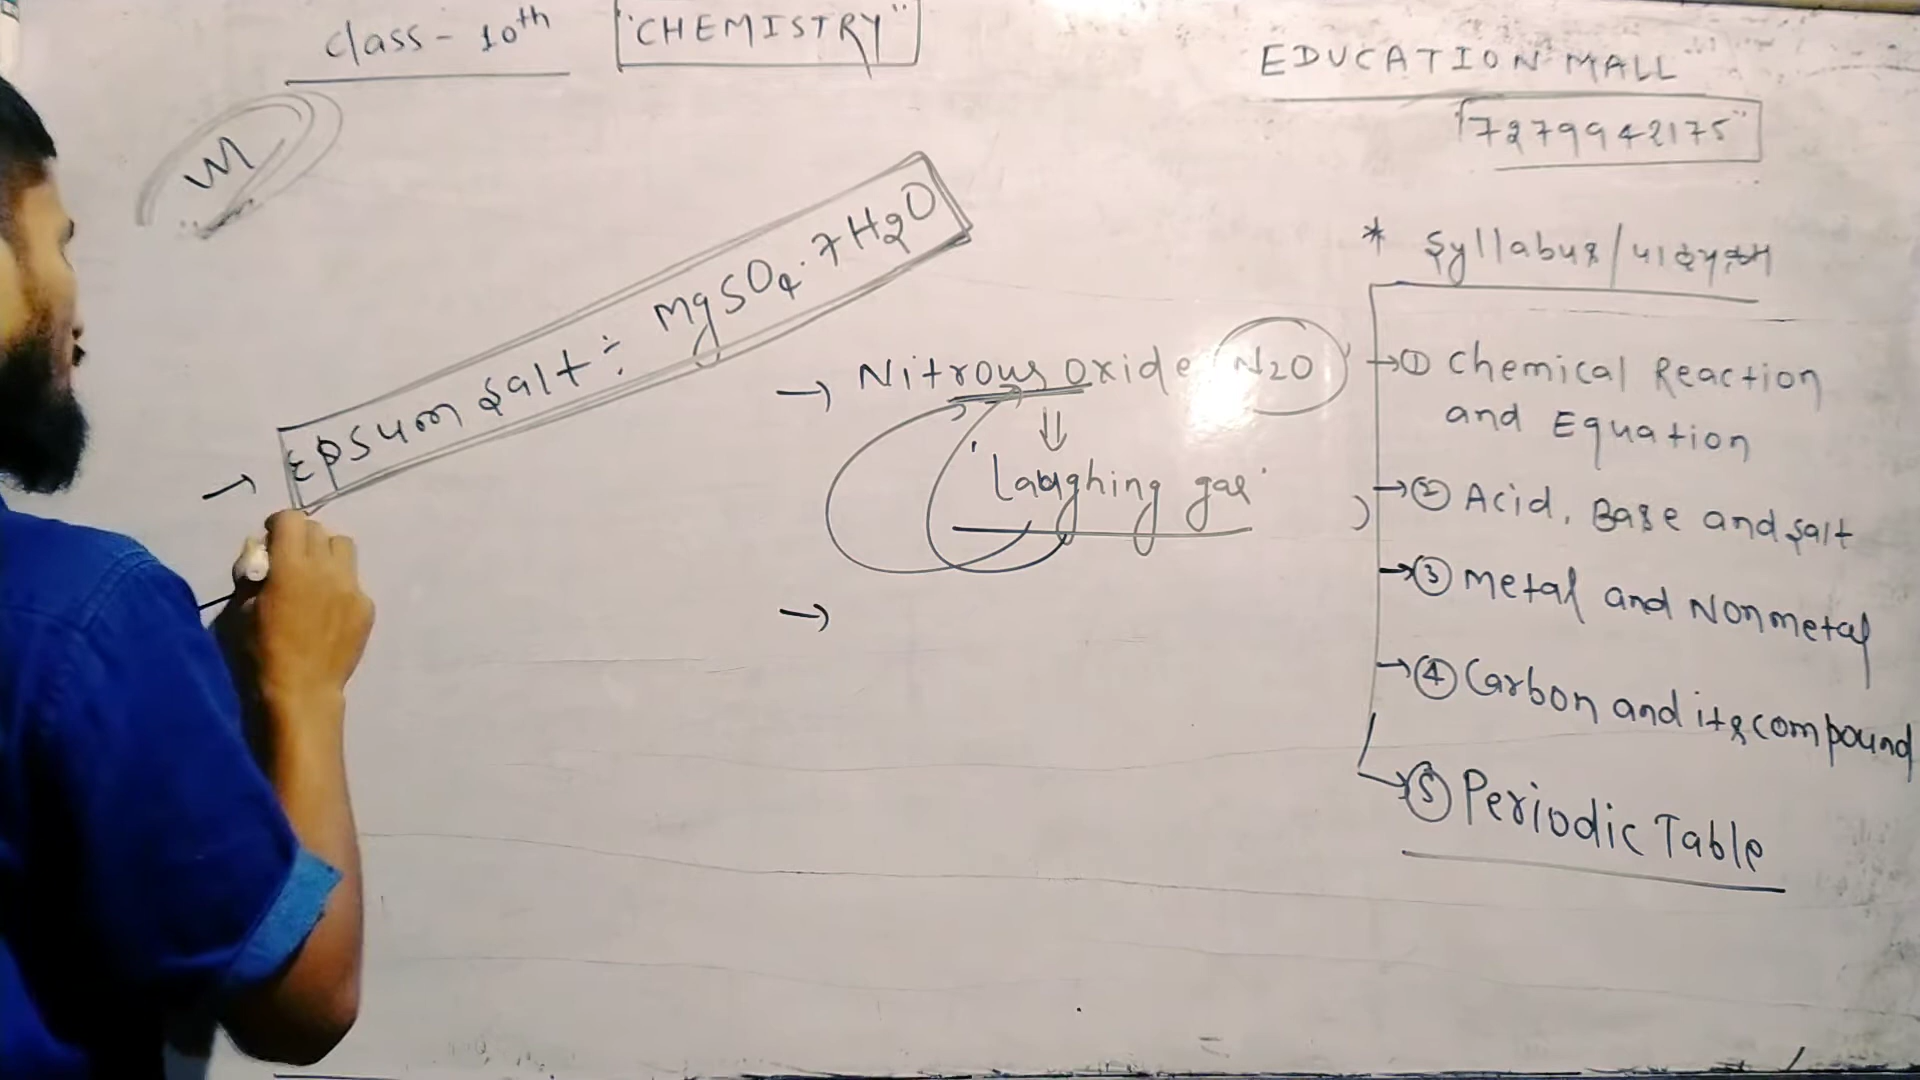 class - 10th "CHEMISTRY"
EDUCATION MALL
7279942175
M
→ Epsum salt ÷ MgSO4. 7H2O
→ Nitrous oxide N2O
⇓
'Laughing gas'
→
* Syllabus/पाठ्यक्रम
→① Chemical Reaction
and Equation
→② Acid, Base and salt
→③ Metal and Nonmetal
→④ Carbon and its compound
→⑤ Periodic Table